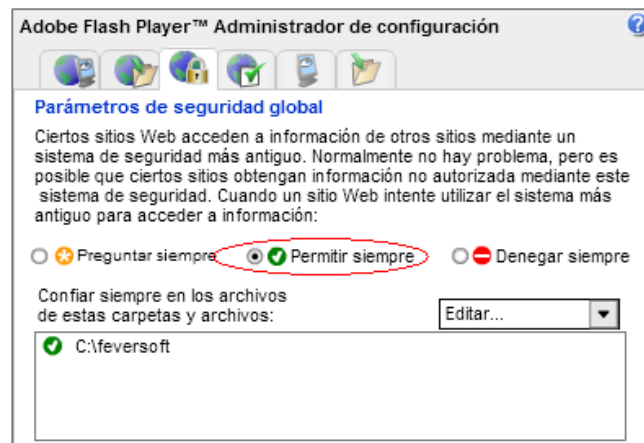 Adobe Flash Player™ Administrador de configuración
?
Parámetros de seguridad global
Ciertos sitios Web acceden a información de otros sitios mediante un
sistema de seguridad más antiguo. Normalmente no hay problema, pero es
posible que ciertos sitios obtengan información no autorizada mediante este
sistema de seguridad. Cuando un sitio Web intente utilizar el sistema más
antiguo para acceder a información:
Preguntar siempre Permitir siempre Denegar siempre
Confiar siempre en los archivos
de estas carpetas y archivos: Editar...
C:\feversoft